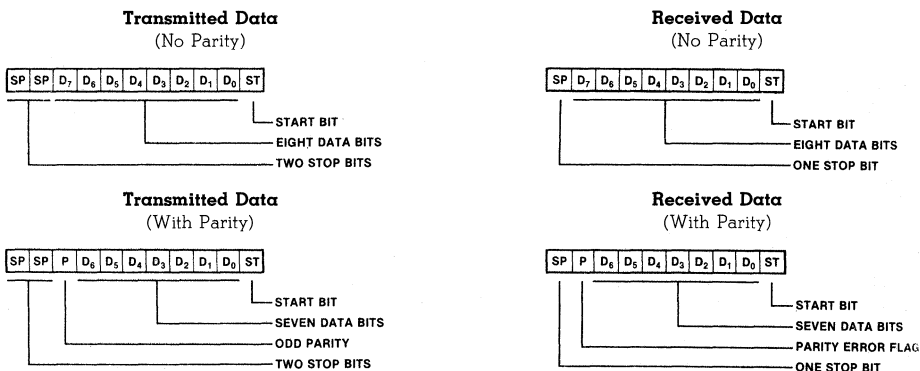 Transmitted Data
(No Parity)
SP SP D7 D6 D5 D4 D3 D2 D1 D0 ST
START BIT
EIGHT DATA BITS
TWO STOP BITS
Received Data
(No Parity)
SP D7 D6 D5 D4 D3 D2 D1 D0 ST
START BIT
EIGHT DATA BITS
ONE STOP BIT
Transmitted Data
(With Parity)
SP SP P D6 D5 D4 D3 D2 D1 D0 ST
START BIT
SEVEN DATA BITS
ODD PARITY
TWO STOP BITS
Received Data
(With Parity)
SP P D6 D5 D4 D3 D2 D1 D0 ST
START BIT
SEVEN DATA BITS
PARITY ERROR FLAG
ONE STOP BIT